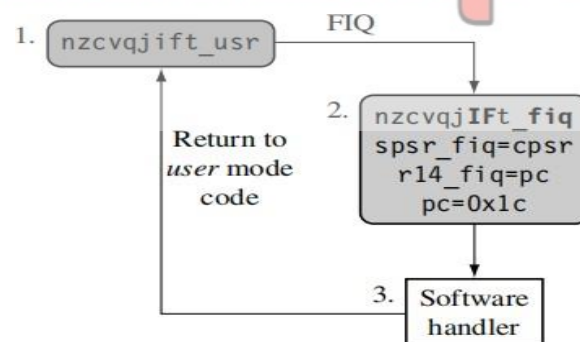 1. nzcvqjift_usr
FIQ
2. nzcvqjIFt_fiq
spsr_fiq=cpsr
r14_fiq=pc
pc=0x1c
Return to
user mode
code
3. Software
handler